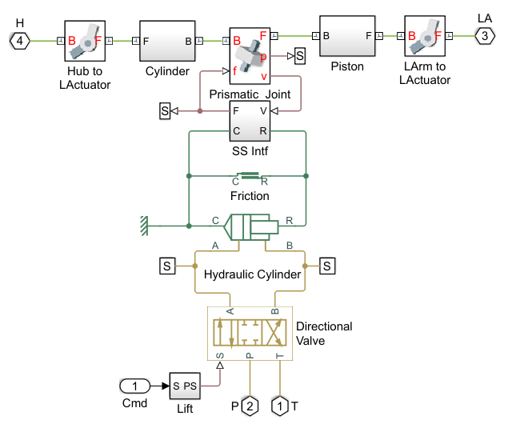 H
LA
4
B F
F B
B F
f p v
S
B F
B F
3
Hub to
LActuator
Cylinder
Prismatic Joint
Piston
LArm to
LActuator
S
F V
C R
SS Intf
C R
Friction
C R
A B
S
S
Hydraulic Cylinder
A B
Directional
Valve
S P T
1
S PS
Cmd
Lift
P 2
1 T